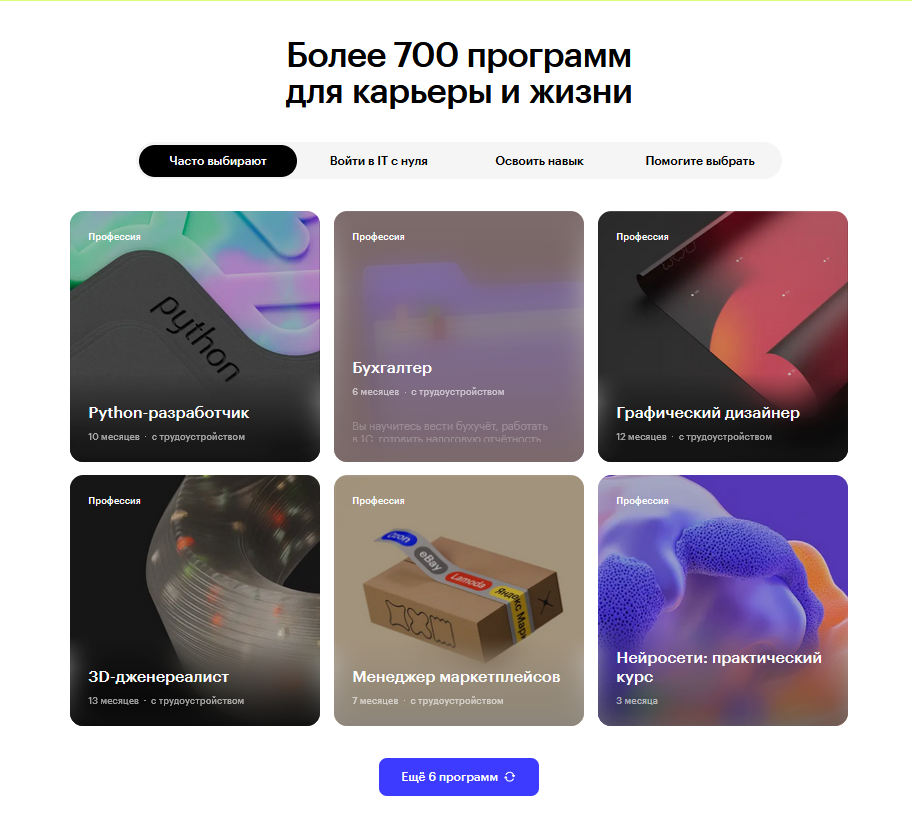 Более 700 программ
для карьеры и жизни
Часто выбирают
Войти в IT с нуля
Освоить навык
Помогите выбрать
Профессия
python
Python-разработчик
10 месяцев · с трудоустройством
Профессия
Бухгалтер
6 месяцев · с трудоустройством
Вы научитесь вести бухучёт, работать
в 1С, готовить налоговую отчётность
Профессия
Графический дизайнер
12 месяцев · с трудоустройством
Профессия
3D-дженереалист
13 месяцев · с трудоустройством
Профессия
ozon
eBay
Lamoda
Яндекс Марк
Менеджер маркетплейсов
7 месяцев · с трудоустройством
Профессия
Нейросети: практический
курс
3 месяца
Ещё 6 программ